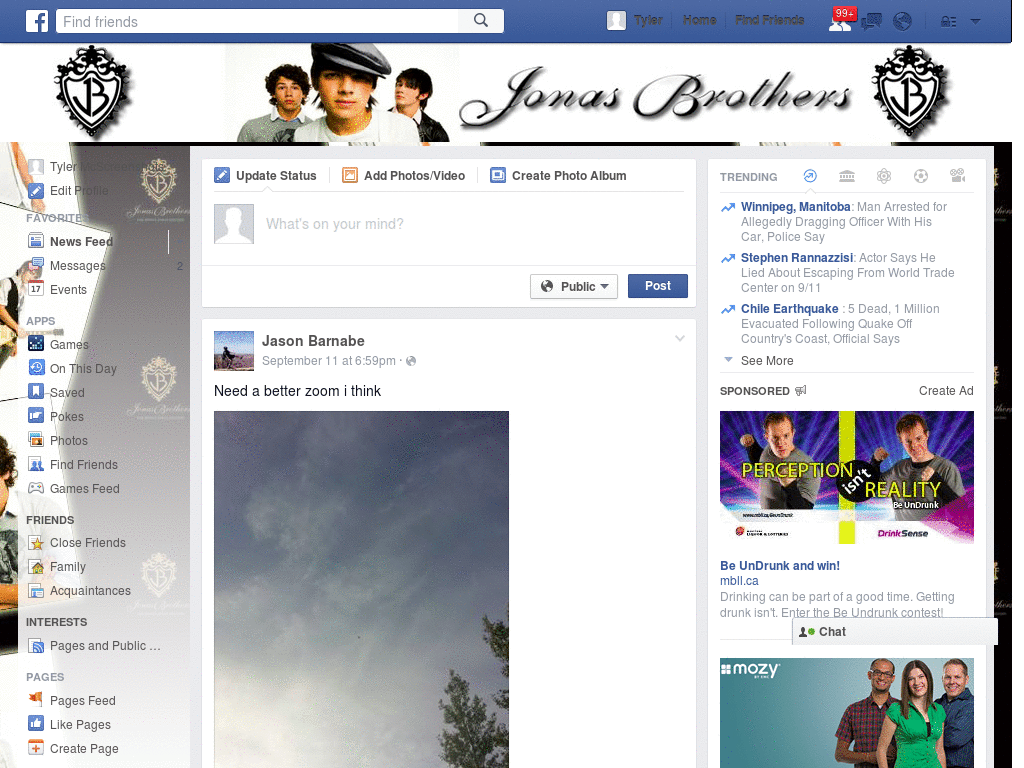 Find friends
Tyler
Home
Find Friends
99+
JB
Jonas Brothers
JB
Tyler
Edit Profile
FAVORITES
News Feed
Messages
2
Events
APPS
Games
On This Day
Saved
Pokes
Photos
Find Friends
Games Feed
FRIENDS
Close Friends
Family
Acquaintances
INTERESTS
Pages and Public …
PAGES
Pages Feed
Like Pages
Create Page
Update Status
Add Photos/Video
Create Photo Album
What's on your mind?
Public
Post
Jason Barnabe
September 11 at 6:59pm ·
Need a better zoom i think
TRENDING
Winnipeg, Manitoba: Man Arrested for
Allegedly Dragging Officer With His
Car, Police Say
Stephen Rannazzisi: Actor Says He
Lied About Escaping From World Trade
Center on 9/11
Chile Earthquake : 5 Dead, 1 Million
Evacuated Following Quake Off
Country's Coast, Official Says
See More
SPONSORED
Create Ad
PERCEPTION
isn't
REALITY
Be UnDrunk
DrinkSense
Be UnDrunk and win!
mbll.ca
Drinking can be part of a good time. Getting
drunk isn't. Enter the Be Undrunk contest!
Chat
mozy